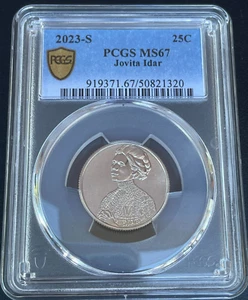 2023-S 25C
PCGS MS67
Jovita Idar
919371.67/50821320
PCGS